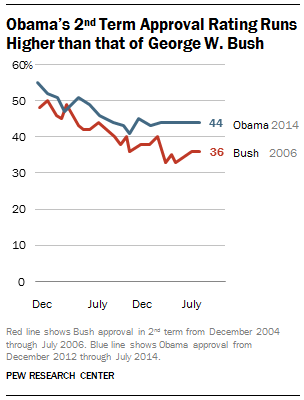 Obama's 2nd Term Approval Rating Runs
Higher than that of George W. Bush
60%
50
40
30
20
10
0
44 Obama 2014
36 Bush 2006
Dec July Dec July
Red line shows Bush approval in 2nd term from December 2004
through July 2006. Blue line shows Obama approval from
December 2012 through July 2014.
PEW RESEARCH CENTER